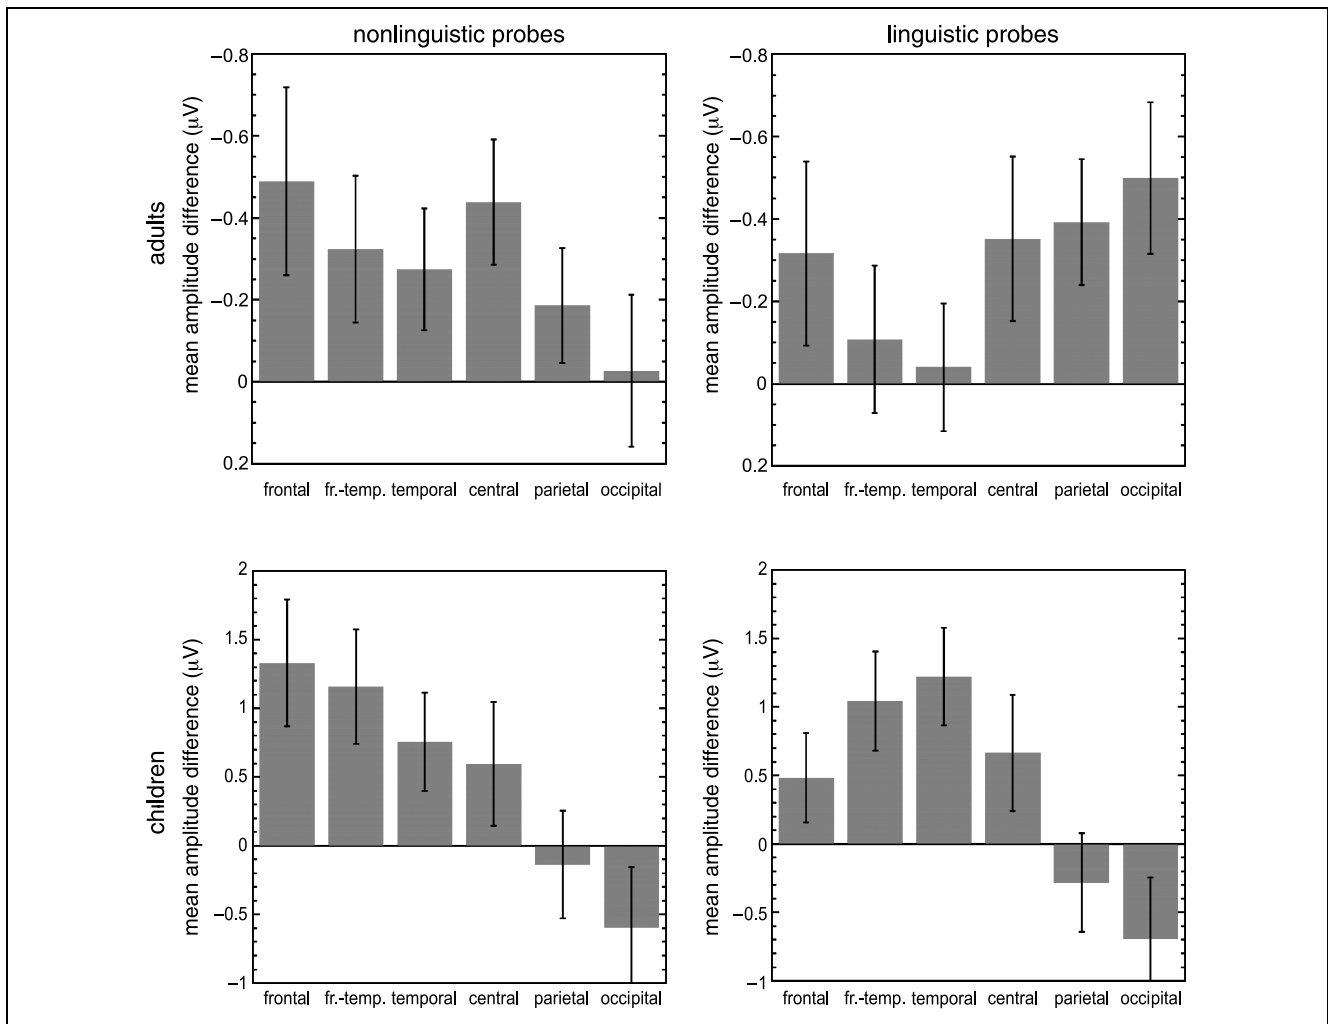 nonlinguistic probes
linguistic probes
adults
mean amplitude difference (μV)
–0.8
–0.6
–0.4
–0.2
0
0.2
frontal fr.-temp. temporal central parietal occipital
mean amplitude difference (μV)
–0.8
–0.6
–0.4
–0.2
0
0.2
frontal fr.-temp. temporal central parietal occipital
children
mean amplitude difference (μV)
2
1.5
1
0.5
0
–0.5
–1
frontal fr.-temp. temporal central parietal occipital
mean amplitude difference (μV)
2
1.5
1
0.5
0
–0.5
–1
frontal fr.-temp. temporal central parietal occipital